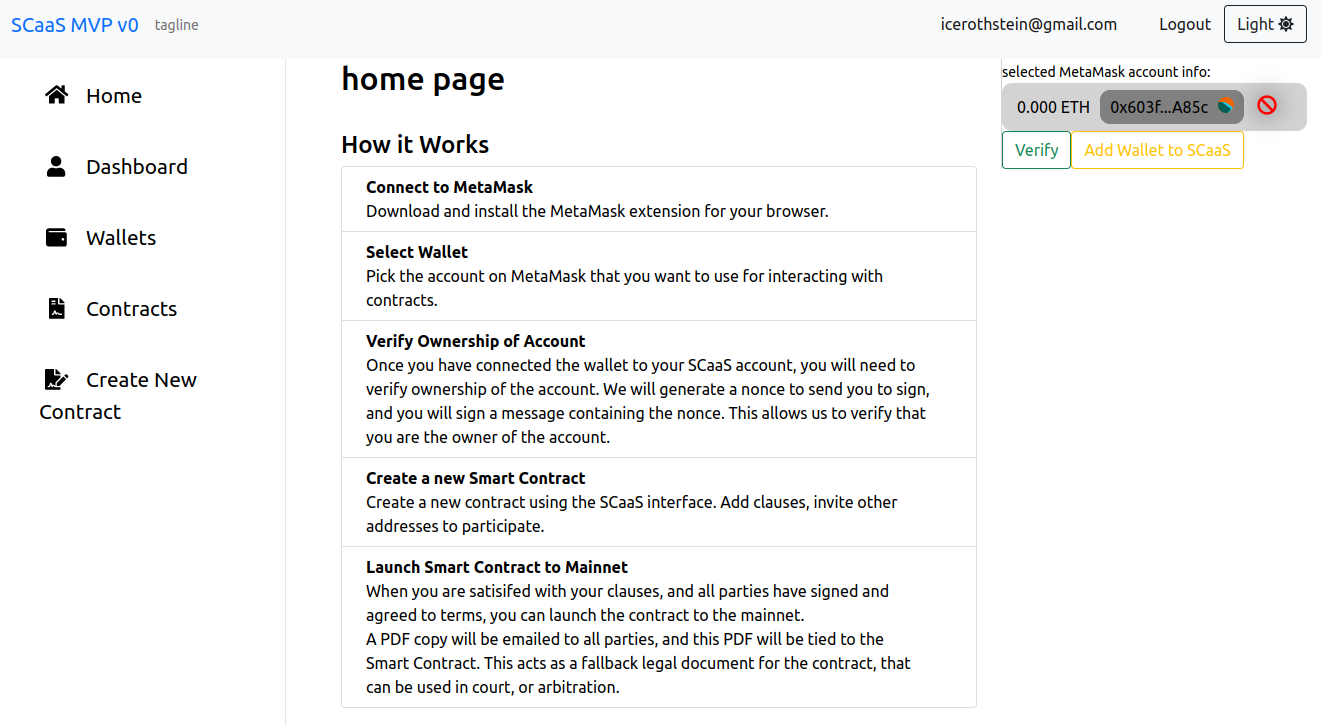 SCaaS MVP v0 tagline icerothstein@gmail.com Logout Light
Home
Dashboard
Wallets
Contracts
Create New
Contract
home page
How it Works
Connect to MetaMask
Download and install the MetaMask extension for your browser.
Select Wallet
Pick the account on MetaMask that you want to use for interacting with
contracts.
Verify Ownership of Account
Once you have connected the wallet to your SCaaS account, you will need to
verify ownership of the account. We will generate a nonce to send you to sign,
and you will sign a message containing the nonce. This allows us to verify that
you are the owner of the account.
Create a new Smart Contract
Create a new contract using the SCaaS interface. Add clauses, invite other
addresses to participate.
Launch Smart Contract to Mainnet
When you are satisifed with your clauses, and all parties have signed and
agreed to terms, you can launch the contract to the mainnet.
A PDF copy will be emailed to all parties, and this PDF will be tied to the
Smart Contract. This acts as a fallback legal document for the contract, that
can be used in court, or arbitration.
selected MetaMask account info:
0.000 ETH 0x603f...A85c
Verify Add Wallet to SCaaS